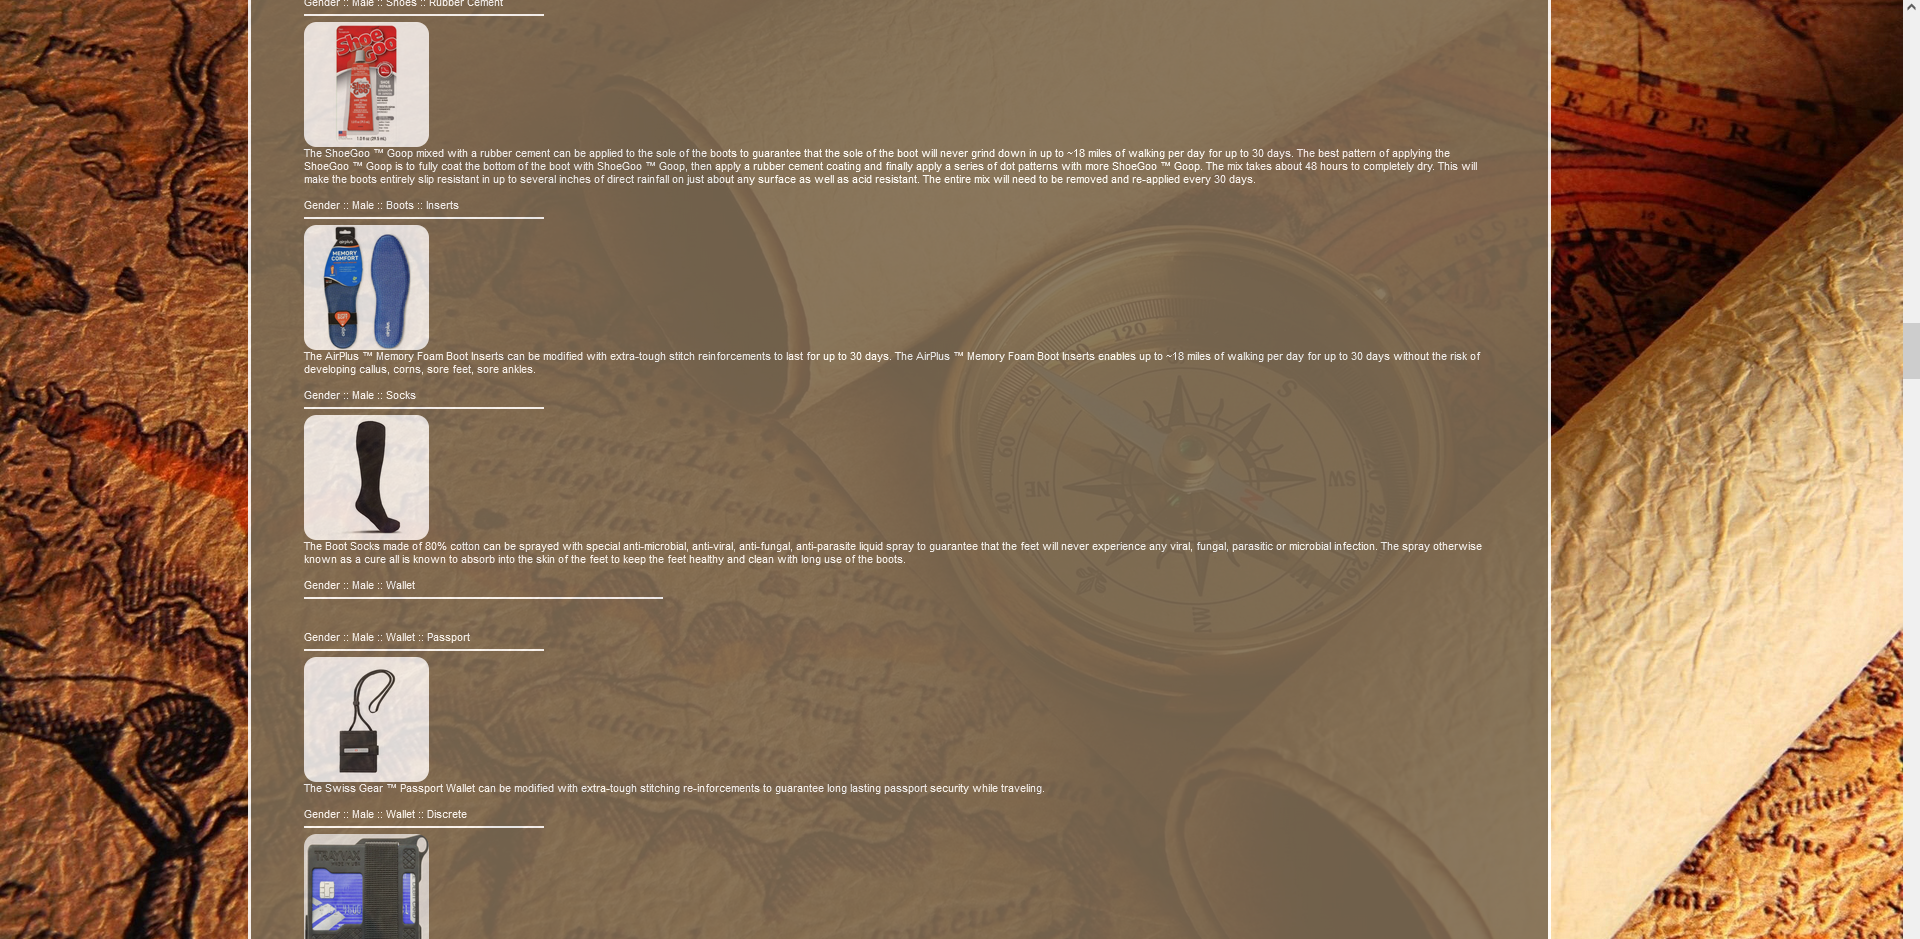 Gender :: Male :: Shoes :: Rubber Cement
Shoe
Goo
The ShoeGoo ™ Goop mixed with a rubber cement can be applied to the sole of the boots to guarantee that the sole of the boot will never grind down in up to ~18 miles of walking per day for up to 30 days. The best pattern of applying the
ShoeGoo ™ Goop is to fully coat the bottom of the boot with ShoeGoo ™ Goop, then apply a rubber cement coating and finally apply a series of dot patterns with more ShoeGoo ™ Goop. The mix takes about 48 hours to completely dry. This will
make the boots entirely slip resistant in up to several inches of direct rainfall on just about any surface as well as acid resistant. The entire mix will need to be removed and re-applied every 30 days.
Gender :: Male :: Boots :: Inserts
airplus
MEMORY
COMFORT
airplus
The AirPlus ™ Memory Foam Boot Inserts can be modified with extra-tough stitch reinforcements to last for up to 30 days. The AirPlus ™ Memory Foam Boot Inserts enables up to ~18 miles of walking per day for up to 30 days without the risk of
developing callus, corns, sore feet, sore ankles.
Gender :: Male :: Socks
The Boot Socks made of 80% cotton can be sprayed with special anti-microbial, anti-viral, anti-fungal, anti-parasite liquid spray to guarantee that the feet will never experience any viral, fungal, parasitic or microbial infection. The spray otherwise
known as a cure all is known to absorb into the skin of the feet to keep the feet healthy and clean with long use of the boots.
Gender :: Male :: Wallet
Gender :: Male :: Wallet :: Passport
The Swiss Gear ™ Passport Wallet can be modified with extra-tough stitching re-inforcements to guarantee long lasting passport security while traveling.
Gender :: Male :: Wallet :: Discrete
TRAYVAX
120
80
60
40
NE
S
SW
N
NW
240
260
TEMPER